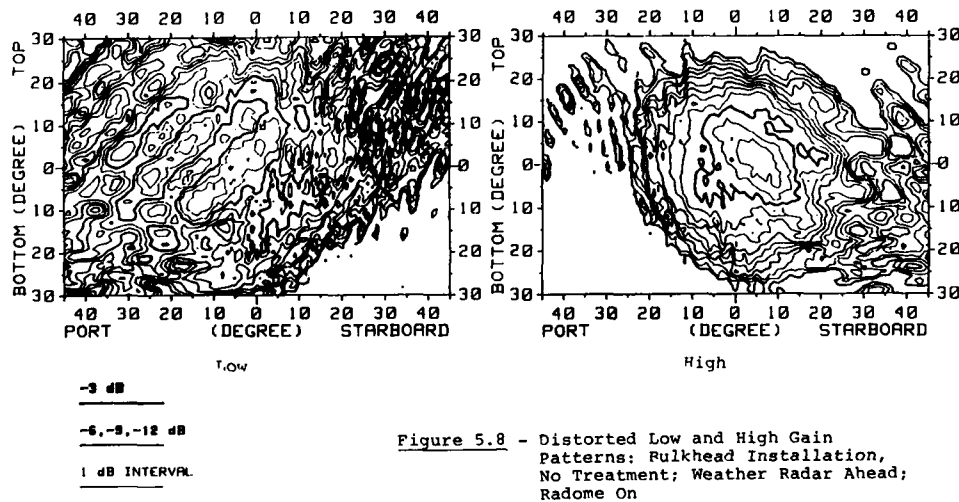 40 30 20 10 0 10 20 30 40
30 20 10 0 10 20 30
BOTTOM (DEGREE) TOP
30 20 10 0 10 20 30
40 30 20 10 0 10 20 30 40
PORT (DEGREE) STARBOARD
Low
40 30 20 10 0 10 20 30 40
30 20 10 0 10 20 30
BOTTOM (DEGREE) TOP
30 20 10 0 10 20 30
40 30 20 10 0 10 20 30 40
PORT (DEGREE) STARBOARD
High
-3 dB
-6,-9,-12 dB
1 dB INTERVAL
Figure 5.8 - Distorted Low and High Gain
Patterns: Bulkhead Installation,
No Treatment; Weather Radar Ahead;
Radome On